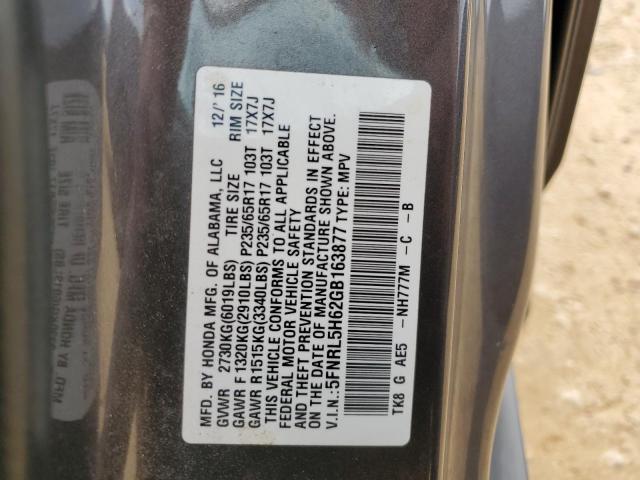 MFD. BY HONDA MFG. OF ALABAMA, LLC 12/'16
GVWR 2730KG(6019LBS) TIRE SIZE RIM SIZE
GAWR F 1320KG(2910LBS) P235/65R17 103T 17X7J
GAWR R 1515KG(3340LBS) P235/65R17 103T 17X7J
THIS VEHICLE CONFORMS TO ALL APPLICABLE
FEDERAL MOTOR VEHICLE SAFETY
AND THEFT PREVENTION STANDARDS IN EFFECT
ON THE DATE OF MANUFACTURE SHOWN ABOVE.
V.I.N.:5FNRL5H62GB163877 TYPE: MPV
TK8 G AE5 -NH777M -C -B